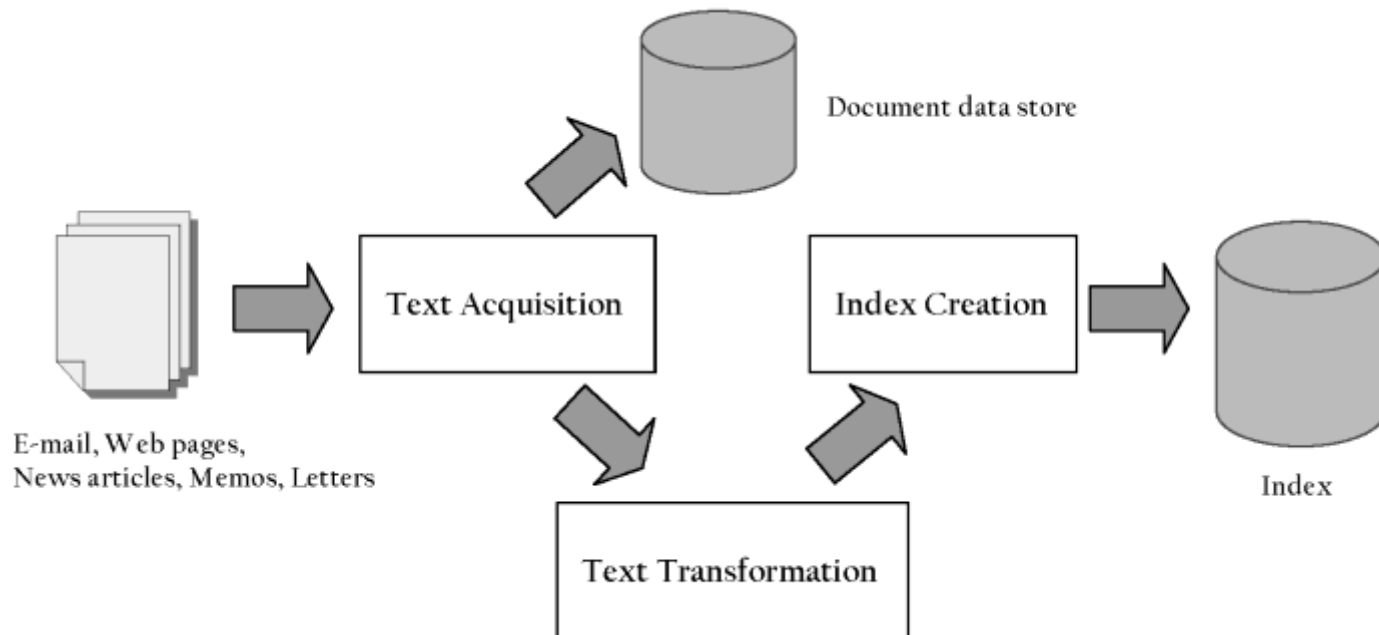 Document data store
Text Acquisition
Index Creation
E-mail, Web pages,
News articles, Memos, Letters
Index
Text Transformation